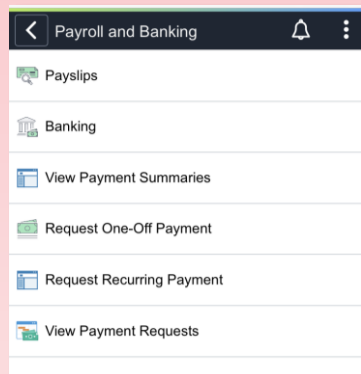 Payroll and Banking
Payslips
Banking
View Payment Summaries
Request One-Off Payment
Request Recurring Payment
View Payment Requests